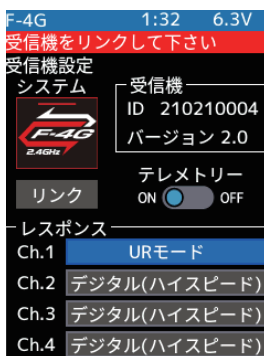 F-4G 1:32 6.3V
受信機をリンクして下さい
受信機設定
システム
受信機
ID 210210004
バージョン 2.0
F-4G
2.4GHz
テレメトリー
ON OFF
リンク
レスポンス
Ch.1 URモード
Ch.2 デジタル(ハイスピード)
Ch.3 デジタル(ハイスピード)
Ch.4 デジタル(ハイスピード)